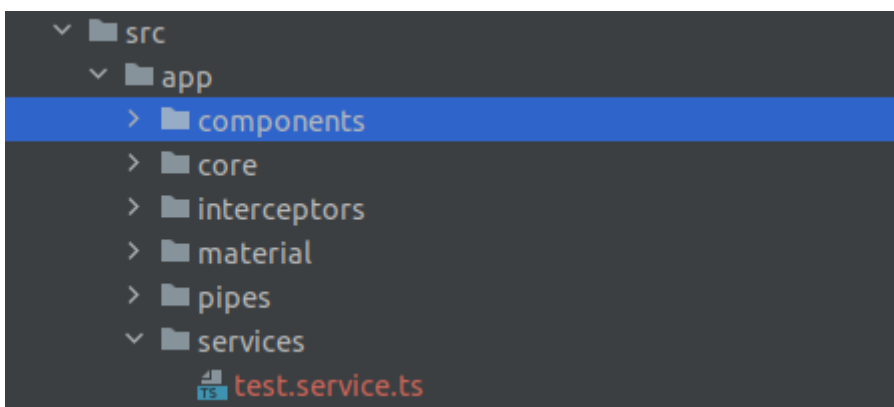 src
app
components
core
interceptors
material
pipes
services
TS test.service.ts